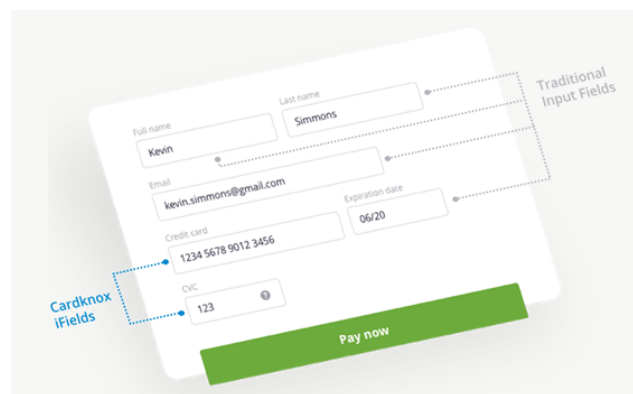 Full name
Last name
Kevin
Simmons
Traditional
Input Fields
Email
kevin.simmons@gmail.com
Credit card
Expiration date
1234 5678 9012 3456
06/20
CVC
123
?
Cardknox
iFields
Pay now